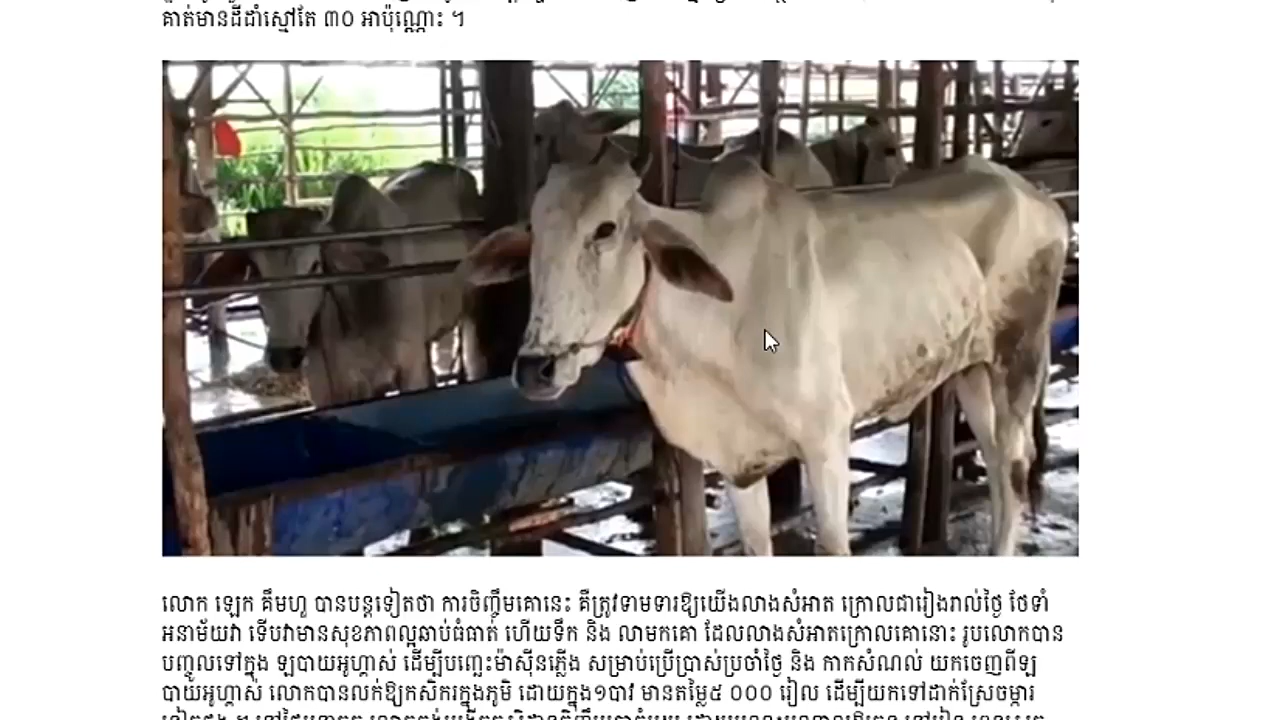 គាត់មានដីដាំស្មៅតែ ៣០ អាប៉ុណ្ណោះ ។
លោក ឡេក គឹមហួ បានបន្តទៀតថា ការចិញ្ចឹមគោនេះ គឺត្រូវទាមទារឱ្យយើងលាងសំអាត ក្រោលជារៀងរាល់ថ្ងៃ ថែទាំ
អនាម័យវា ទើបវាមានសុខភាពល្អឆាប់ធំធាត់ ហើយទឹក និង លាមកគោ ដែលលាងសំអាតក្រោលគោនោះ រូបលោកបាន
បញ្ចូលទៅក្នុង ឡបាយអូហ្គាស់ ដើម្បីបញ្ឆេះម៉ាស៊ីនភ្លើង សម្រាប់ប្រើប្រាស់ប្រចាំថ្ងៃ និង កាកសំណល់ យកចេញពីឡ
បាយអូហ្គាស់ លោកបានលក់ឱ្យកសិករក្នុងភូមិ ដោយក្នុង១បាវ មានតម្លៃ៥ ០០០ រៀល ដើម្បីយកទៅដាក់ស្រែចម្ការ